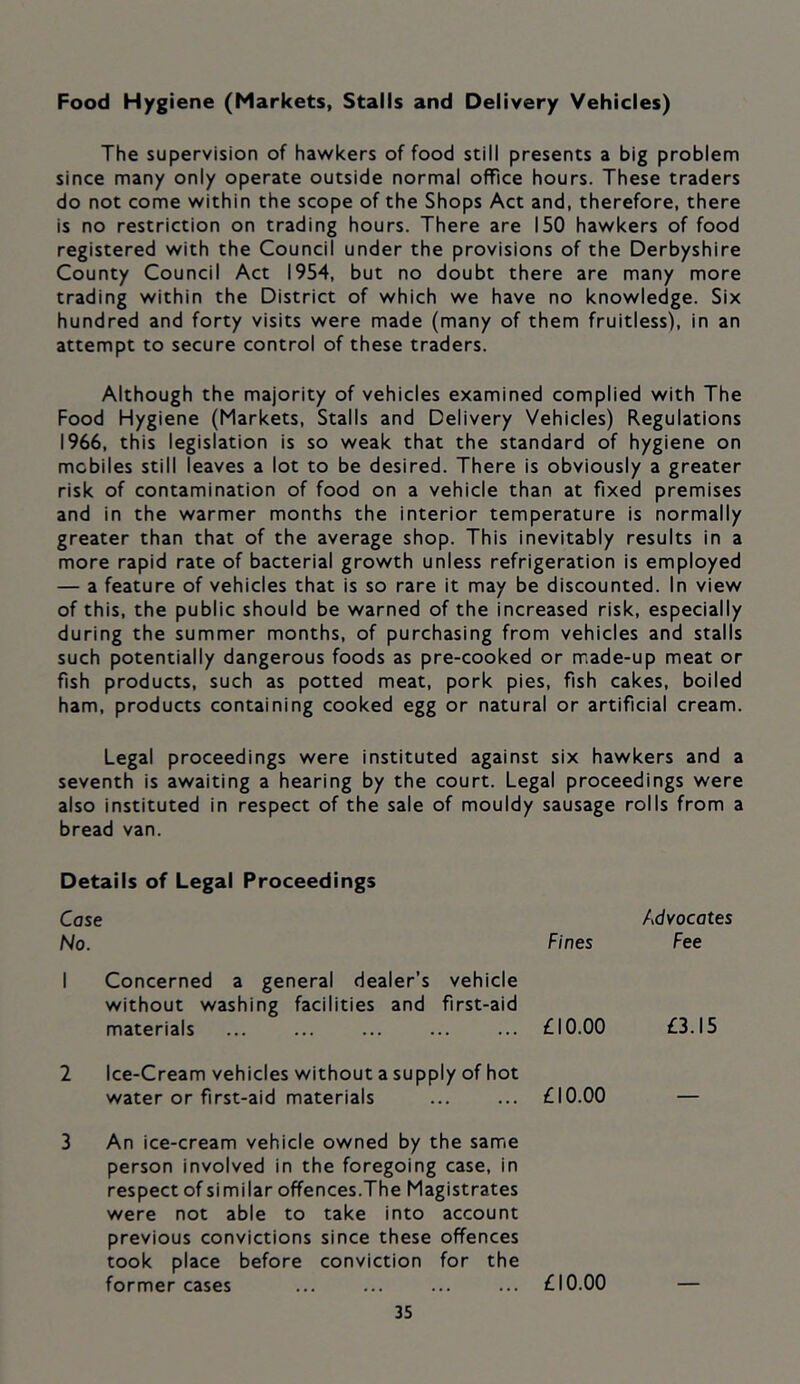 Food Hygiene (Markets, Stalls and Delivery Vehicles)
The supervision of hawkers of food still presents a big problem
since many only operate outside normal office hours. These traders
do not come within the scope of the Shops Act and, therefore, there
is no restriction on trading hours. There are 150 hawkers of food
registered with the Council under the provisions of the Derbyshire
County Council Act 1954, but no doubt there are many more
trading within the District of which we have no knowledge. Six
hundred and forty visits were made (many of them fruitless), in an
attempt to secure control of these traders.
Although the majority of vehicles examined complied with The
Food Hygiene (Markets, Stalls and Delivery Vehicles) Regulations
1966, this legislation is so weak that the standard of hygiene on
mobiles still leaves a lot to be desired. There is obviously a greater
risk of contamination of food on a vehicle than at fixed premises
and in the warmer months the interior temperature is normally
greater than that of the average shop. This inevitably results in a
more rapid rate of bacterial growth unless refrigeration is employed
— a feature of vehicles that is so rare it may be discounted. In view
of this, the public should be warned of the increased risk, especially
during the summer months, of purchasing from vehicles and stalls
such potentially dangerous foods as pre-cooked or made-up meat or
fish products, such as potted meat, pork pies, fish cakes, boiled
ham, products containing cooked egg or natural or artificial cream.
Legal proceedings were instituted against six hawkers and a
seventh is awaiting a hearing by the court. Legal proceedings were
also instituted in respect of the sale of mouldy sausage rolls from a
bread van.
Details of Legal Proceedings
Case Advocates
No. Fines Fee
1 Concerned a general dealer's vehicle
without washing facilities and first-aid
materials ... ... ... ... ... £10.00 £3.15
2 Ice-Cream vehicles without a supply of hot
water or first-aid materials ... ... £10.00 —
3 An ice-cream vehicle owned by the same
person involved in the foregoing case, in
respect of similar offences.The Magistrates
were not able to take into account
previous convictions since these offences
took place before conviction for the
former cases ... ... ... ... £10.00 —
35